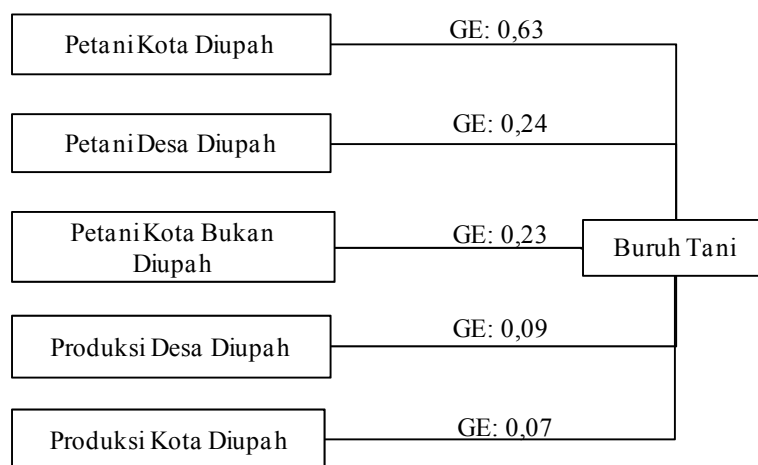 Petani Kota Diupah
GE: 0,63
Petani Desa Diupah
GE: 0,24
Petani Kota Bukan
Diupah
GE: 0,23
Buruh Tani
Produksi Desa Diupah
GE: 0,09
Produksi Kota Diupah
GE: 0,07